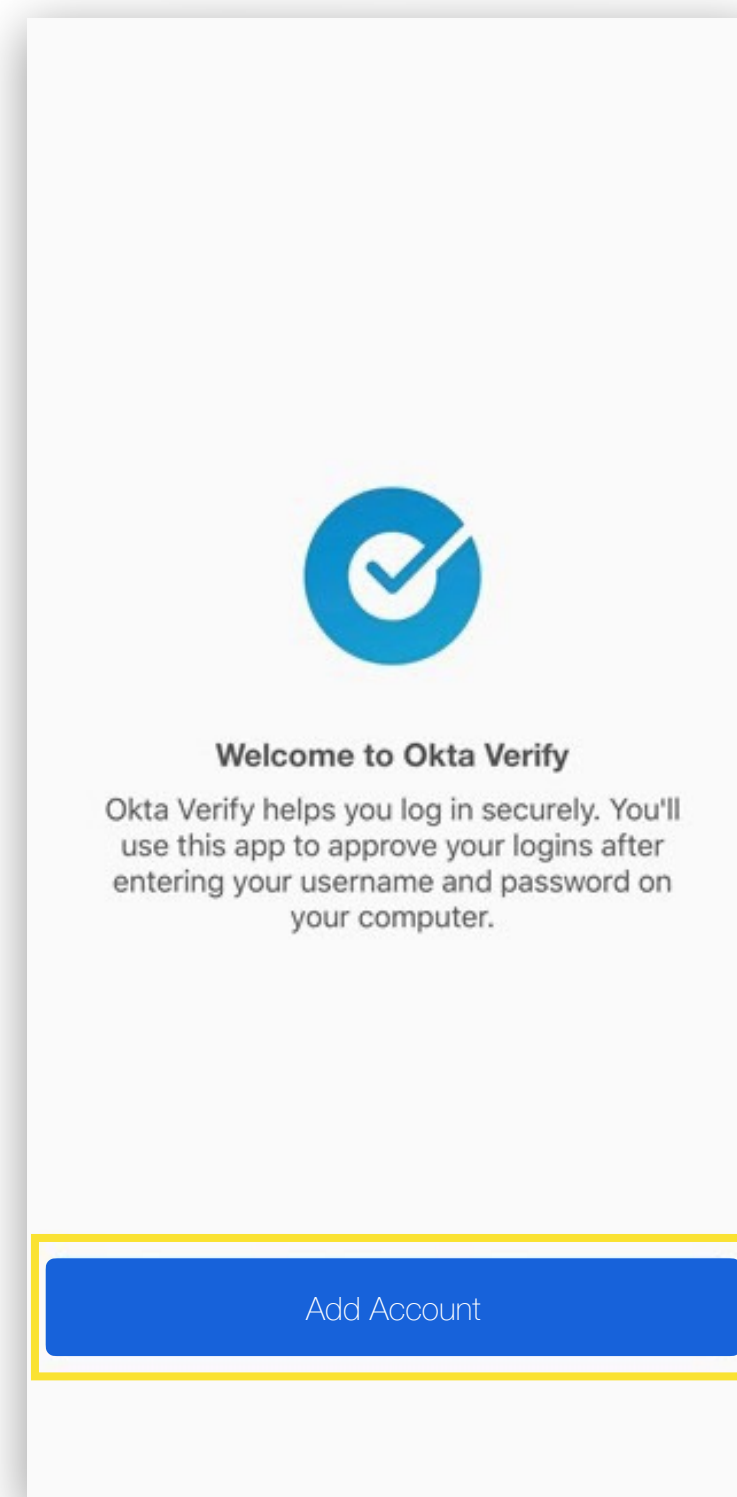 Welcome to Okta Verify
Okta Verify helps you log in securely. You'll
use this app to approve your logins after
entering your username and password on
your computer.
Add Account